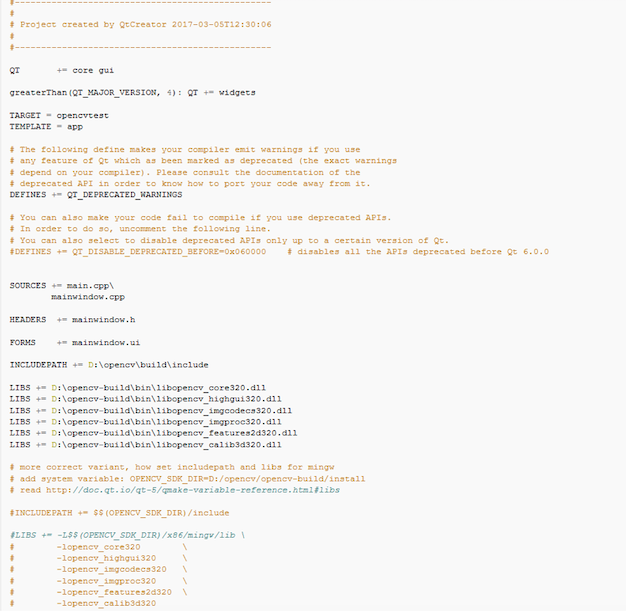 #-------------------------------------------------
#
# Project created by QtCreator 2017-03-05T12:30:06
#
#-------------------------------------------------
QT       += core gui
greaterThan(QT_MAJOR_VERSION, 4): QT += widgets
TARGET = opencvtest
TEMPLATE = app
# The following define makes your compiler emit warnings if you use
# any feature of Qt which as been marked as deprecated (the exact warnings
# depend on your compiler). Please consult the documentation of the
# deprecated API in order to know how to port your code away from it.
DEFINES += QT_DEPRECATED_WARNINGS
# You can also make your code fail to compile if you use deprecated APIs.
# In order to do so, uncomment the following line.
# You can also select to disable deprecated APIs only up to a certain version of Qt.
#DEFINES += QT_DISABLE_DEPRECATED_BEFORE=0x060000    # disables all the APIs deprecated before Qt 6.0.0
SOURCES += main.cpp\
        mainwindow.cpp
HEADERS  += mainwindow.h
FORMS    += mainwindow.ui
INCLUDEPATH += D:\opencv\build\include
LIBS += D:\opencv-build\bin\libopencv_core320.dll
LIBS += D:\opencv-build\bin\libopencv_highgui320.dll
LIBS += D:\opencv-build\bin\libopencv_imgcodecs320.dll
LIBS += D:\opencv-build\bin\libopencv_imgproc320.dll
LIBS += D:\opencv-build\bin\libopencv_features2d320.dll
LIBS += D:\opencv-build\bin\libopencv_calib3d320.dll
# more correct variant, how set includepath and libs for mingw
# add system variable: OPENCV_SDK_DIR=D:/opencv/opencv-build/install
# read http://doc.qt.io/qt-5/qmake-variable-reference.html#libs
#INCLUDEPATH += $$(OPENCV_SDK_DIR)/include
#LIBS += -L$$(OPENCV_SDK_DIR)/x86/mingw/lib \
#        -lopencv_core320        \
#        -lopencv_highgui320     \
#        -lopencv_imgcodecs320   \
#        -lopencv_imgproc320     \
#        -lopencv_features2d320  \
#        -lopencv_calib3d320